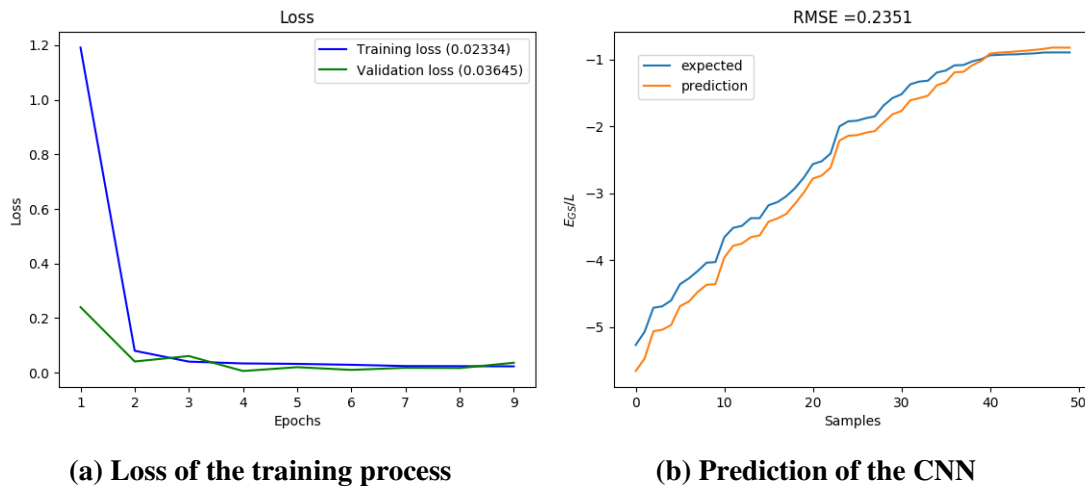 Loss
1.2
1.0
0.8
0.6
0.4
0.2
0.0
Loss
Training loss (0.02334)
Validation loss (0.03645)
1 2 3 4 5 6 7 8 9
Epochs
(a) Loss of the training process
RMSE =0.2351
−1
−2
−3
−4
−5
E_{GS}/L
expected
prediction
0 10 20 30 40 50
Samples
(b) Prediction of the CNN